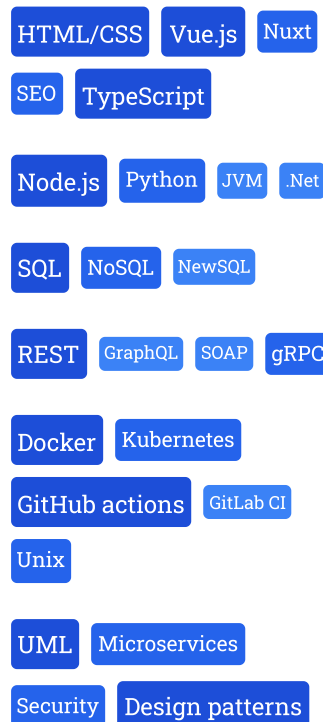 HTML/CSS Vue.js Nuxt
SEO TypeScript
Node.js Python JVM .Net
SQL NoSQL NewSQL
REST GraphQL SOAP gRPC
Docker Kubernetes
GitHub actions GitLab CI
Unix
UML Microservices
Security Design patterns